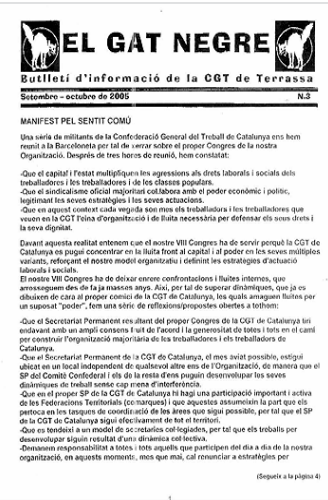 EL GAT NEGRE
Butlletí d'informació de la CGT de Terrassa
Setembre – octubre de 2005 N.3
MANIFEST PEL SENTIT COMÚ
Una sèrie de militants de la Confederació General del Treball de Catalunya ens hem
reunit a la Barceloneta per tal de xerrar sobre el proper Congres de la nostra
Organització. Després de tres hores de reunió, hem constatat:
-Que el capital i l'estat multipliquen les agressions als drets laborals i socials dels
treballadores i les treballadores i de les classes populars.
-Que el sindicalisme oficial majoritari col·labora amb el poder econòmic i polític,
legitimant les seves estratègies i les seves actuacions.
-Que en aquest context cada vegada són més els treballadors i les treballadores que
veuen en la CGT l'eina d'organització i de lluita necessària per defensar els seus drets i
la seva dignitat.
Davant aquesta realitat entenem que el nostre VIII Congres ha de servir perquè la CGT
de Catalunya es pugui concentrar en la lluita front al capital i al poder en les seves múltiples
variants, reforçant el nostre model organitzatiu i definint les estratègies d'actuació
laborals i socials.
El nostre VIII Congres ha de deixar enrere confrontacions i lluites internes, que
arrosseguem des de fa ja masses anys. Així, per tal de superar dinàmiques, que ja es
dibuixen de cara al proper comici de la CGT de Catalunya, les quals amaguen lluites per
un suposat "poder", fem una sèrie de reflexions/propostes obertes a tothom:
-Que el Secretariat Permanent resultant del proper Congres de la CGT de Catalunya tiri
endavant amb un ampli consens fruit de l'acord i la generositat de totes i tots en el camí
per construir l'organització majoritària de les treballadores i els treballadors de
Catalunya.
-Que el Secretariat Permanent de la CGT de Catalunya, el mes aviat possible, estigui
ubicat en un local independent de qualsevol altre ens de l'Organització, de manera que el
SP del Comitè Confederal i els de la resta d'ens puguin desenvolupar les seves
dinàmiques de treball sense cap mena d'interferència.
-Que en el proper SP de la CGT de Catalunya hi hagi una participació important i activa
de les Federacions Territorials (comarques) i que aquestes assumeixin la part que els
pertoca en les tasques de coordinació de les àrees que sigui possible, per tal que el SP
de la CGT de Catalunya sigui efectivament de tot el territori.
-Que es tendeixi a un model de secretaries col·legiades, per tal que els treballs per
desenvolupar siguin resultat d'una dinàmica col·lectiva.
-Demanem responsabilitat a totes i tots aquells que participen del dia a dia de la nostra
organització, en aquests moments, mes que mai, cal renunciar a estratègies per
(Segueix a la pàgina 4)
1